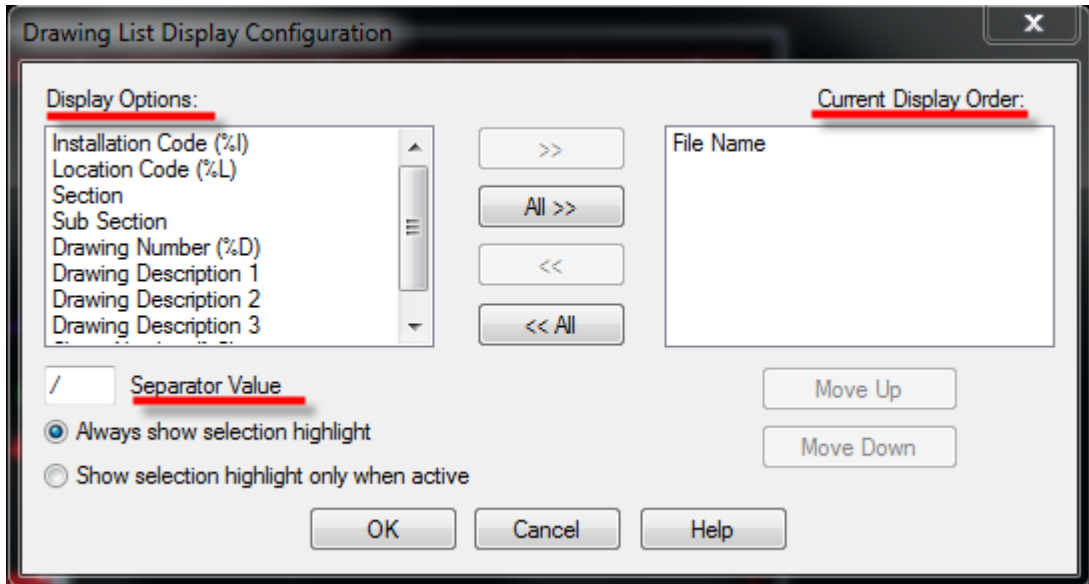 Drawing List Display Configuration
x
Display Options:
Current Display Order:
Installation Code (%I)
Location Code (%L)
Section
Sub Section
Drawing Number (%D)
Drawing Description 1
Drawing Description 2
Drawing Description 3
>>
All >>
<<
<< All
File Name
/ Separator Value
Always show selection highlight
Show selection highlight only when active
Move Up
Move Down
OK Cancel Help